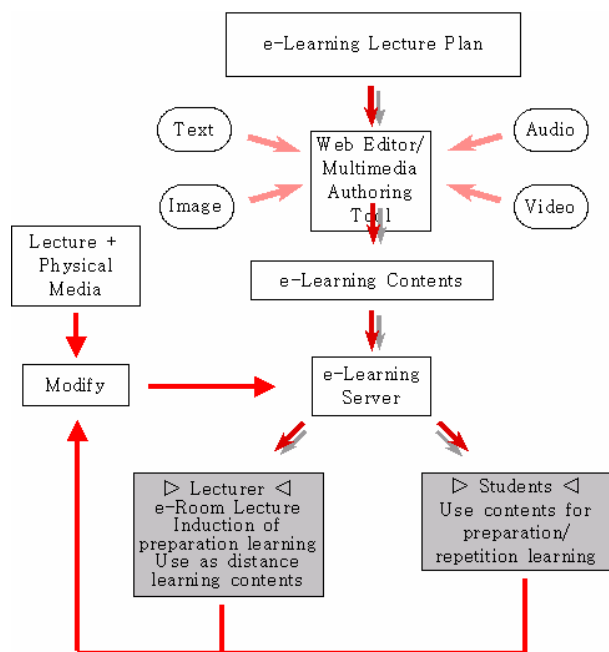 e-Learning Lecture Plan
Text
Audio
Web Editor/
Multimedia
Authoring
Tool
Image
Video
Lecture +
Physical
Media
e-Learning Contents
Modify
e-Learning
Server
▷ Lecturer ◁
e-Room Lecture
Induction of
preparation learning
Use as distance
learning contents
▷ Students ◁
Use contents for
preparation/
repetition learning